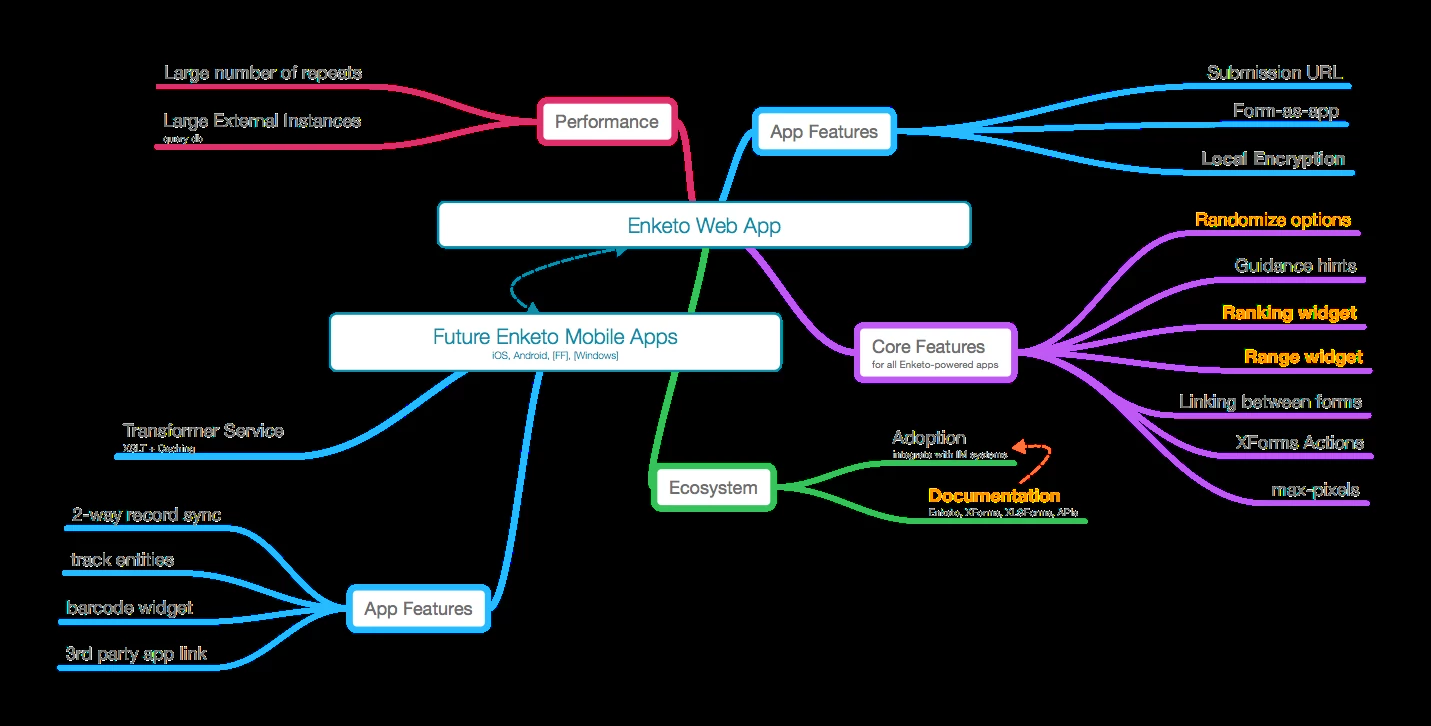 Large number of repeats
Large External Instances
query db
Performance
App Features
Submission URL
Form-as-app
Local Encryption
Enketo Web App
Randomize options
Guidance hints
Ranking widget
Range widget
Linking between forms
XForms Actions
max-pixels
Core Features
for all Enketo-powered apps
Future Enketo Mobile Apps
iOS, Android, [FF], [Windows]
Transformer Service
XSLT + Caching
Adoption
integrate with IM systems
Documentation
Enketo, XForms, XLSForms, APIs
Ecosystem
2-way record sync
track entities
barcode widget
3rd party app link
App Features